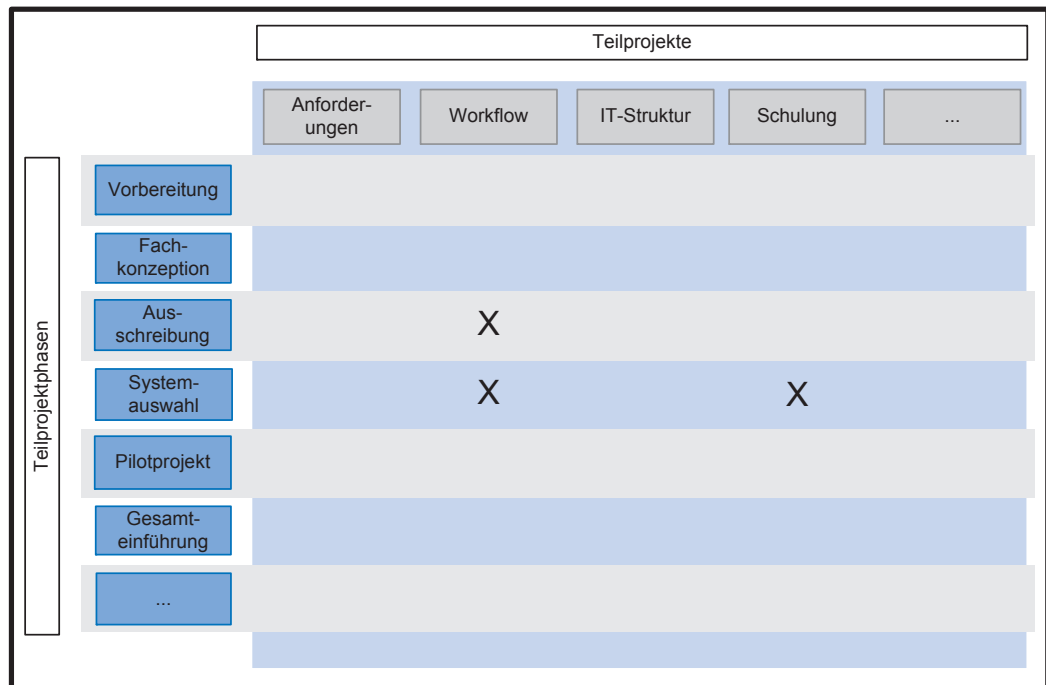 Teilprojekte
Anforder-
ungen
Workflow
IT-Struktur
Schulung
...
Teilprojektphasen
Vorbereitung
Fach-
konzeption
Aus-
schreibung
X
System-
auswahl
X
X
Pilotprojekt
Gesamt-
einführung
...